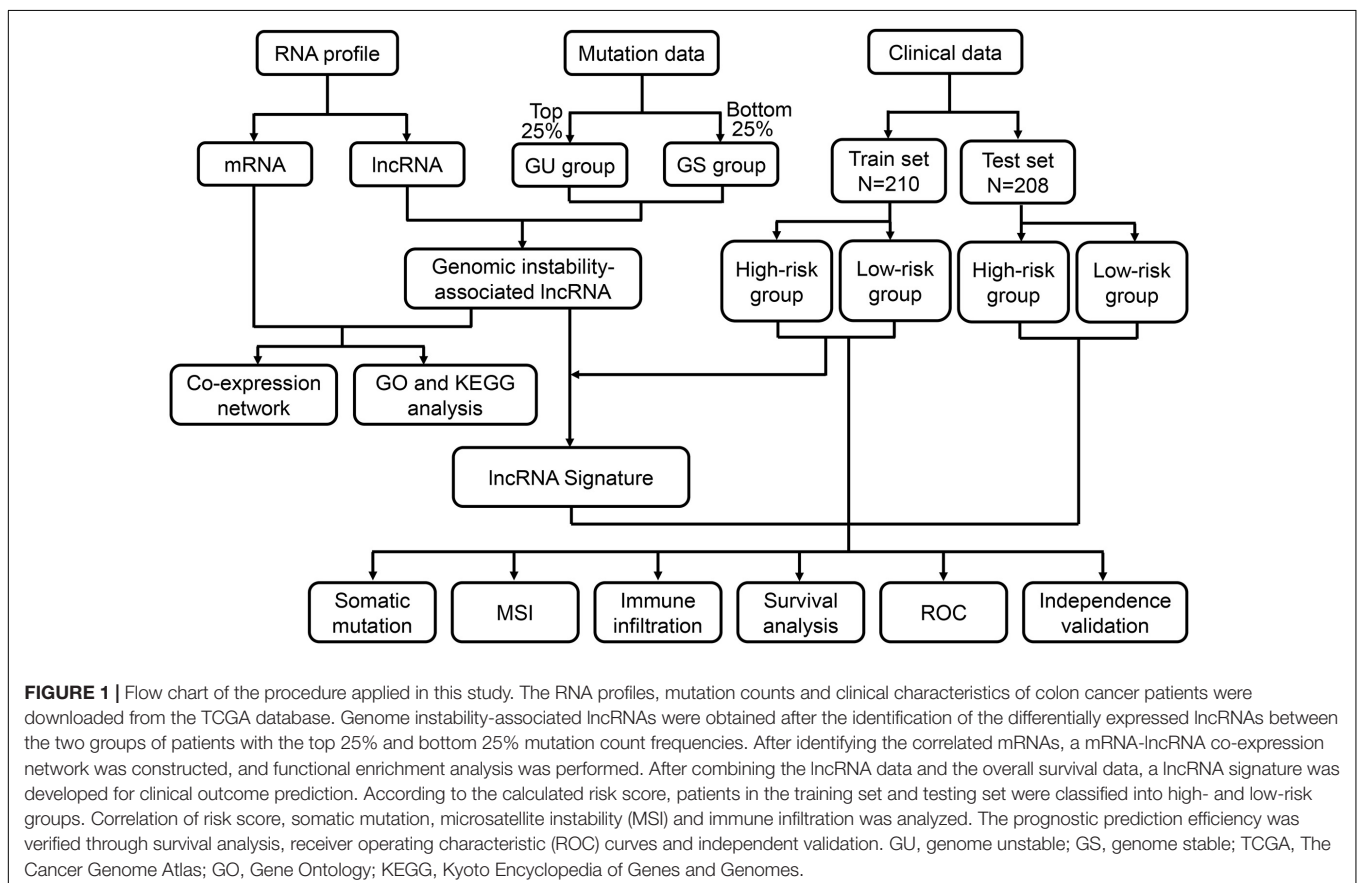 RNA profile
Mutation data
Clinical data
Top
25%
Bottom
25%
mRNA
lncRNA
GU group
GS group
Train set
N=210
Test set
N=208
Genomic instability-
associated lncRNA
High-risk
group
Low-risk
group
High-risk
group
Low-risk
group
Co-expression
network
GO and KEGG
analysis
lncRNA Signature
Somatic
mutation
MSI
Immune
infiltration
Survival
analysis
ROC
Independence
validation
FIGURE 1 | Flow chart of the procedure applied in this study. The RNA profiles, mutation counts and clinical characteristics of colon cancer patients were
downloaded from the TCGA database. Genome instability-associated lncRNAs were obtained after the identification of the differentially expressed lncRNAs between
the two groups of patients with the top 25% and bottom 25% mutation count frequencies. After identifying the correlated mRNAs, a mRNA-lncRNA co-expression
network was constructed, and functional enrichment analysis was performed. After combining the lncRNA data and the overall survival data, a lncRNA signature was
developed for clinical outcome prediction. According to the calculated risk score, patients in the training set and testing set were classified into high- and low-risk
groups. Correlation of risk score, somatic mutation, microsatellite instability (MSI) and immune infiltration was analyzed. The prognostic prediction efficiency was
verified through survival analysis, receiver operating characteristic (ROC) curves and independent validation. GU, genome unstable; GS, genome stable; TCGA, The
Cancer Genome Atlas; GO, Gene Ontology; KEGG, Kyoto Encyclopedia of Genes and Genomes.